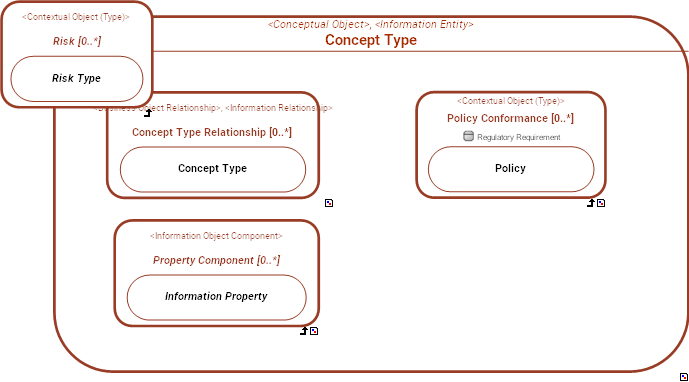 <Contextual Object (Type)>
Risk [0..*]
Risk Type
<Conceptual Object>, <Information Entity>
Concept Type
Object Relationship>, <Information Relationship>
Concept Type Relationship [0..*]
Concept Type
<Contextual Object (Type)>
Policy Conformance [0..*]
Regulatory Requirement
Policy
<Information Object Component>
Property Component [0..*]
Information Property